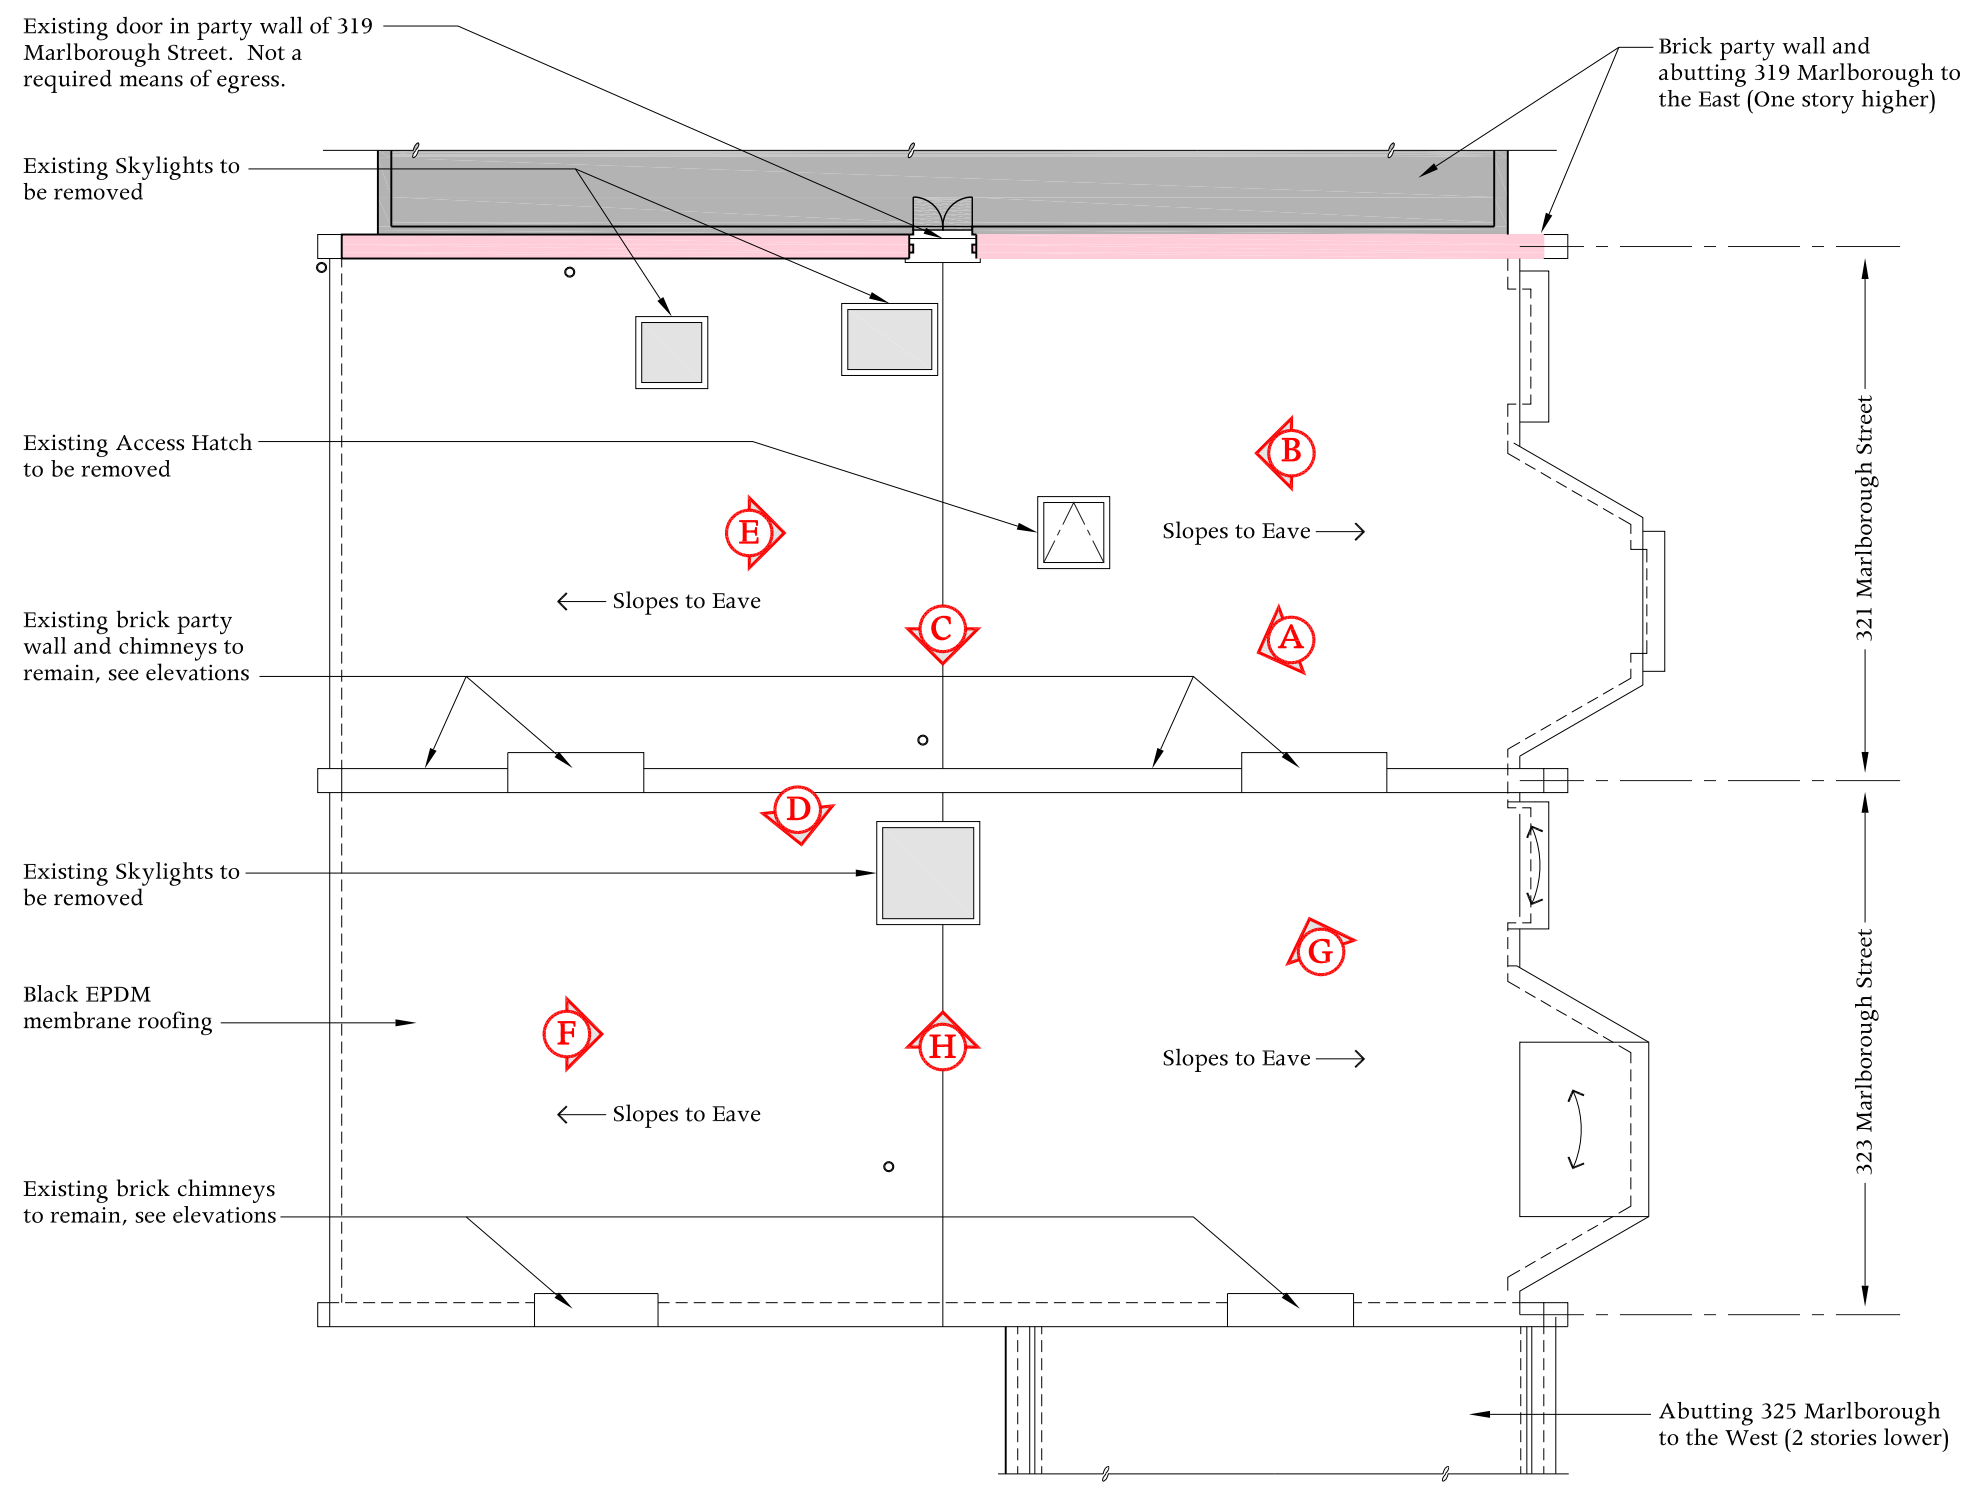 Existing door in party wall of 319
Marlborough Street.  Not a
required means of egress.
Brick party wall and
abutting 319 Marlborough to
the East (One story higher)
Existing Skylights to
be removed
Existing Access Hatch
to be removed
B
E
Slopes to Eave
Slopes to Eave
321 Marlborough Street
C
A
Existing brick party
wall and chimneys to
remain, see elevations
D
Existing Skylights to
be removed
G
Black EPDM
membrane roofing
F
H
Slopes to Eave
Slopes to Eave
323 Marlborough Street
Existing brick chimneys
to remain, see elevations
Abutting 325 Marlborough
to the West (2 stories lower)